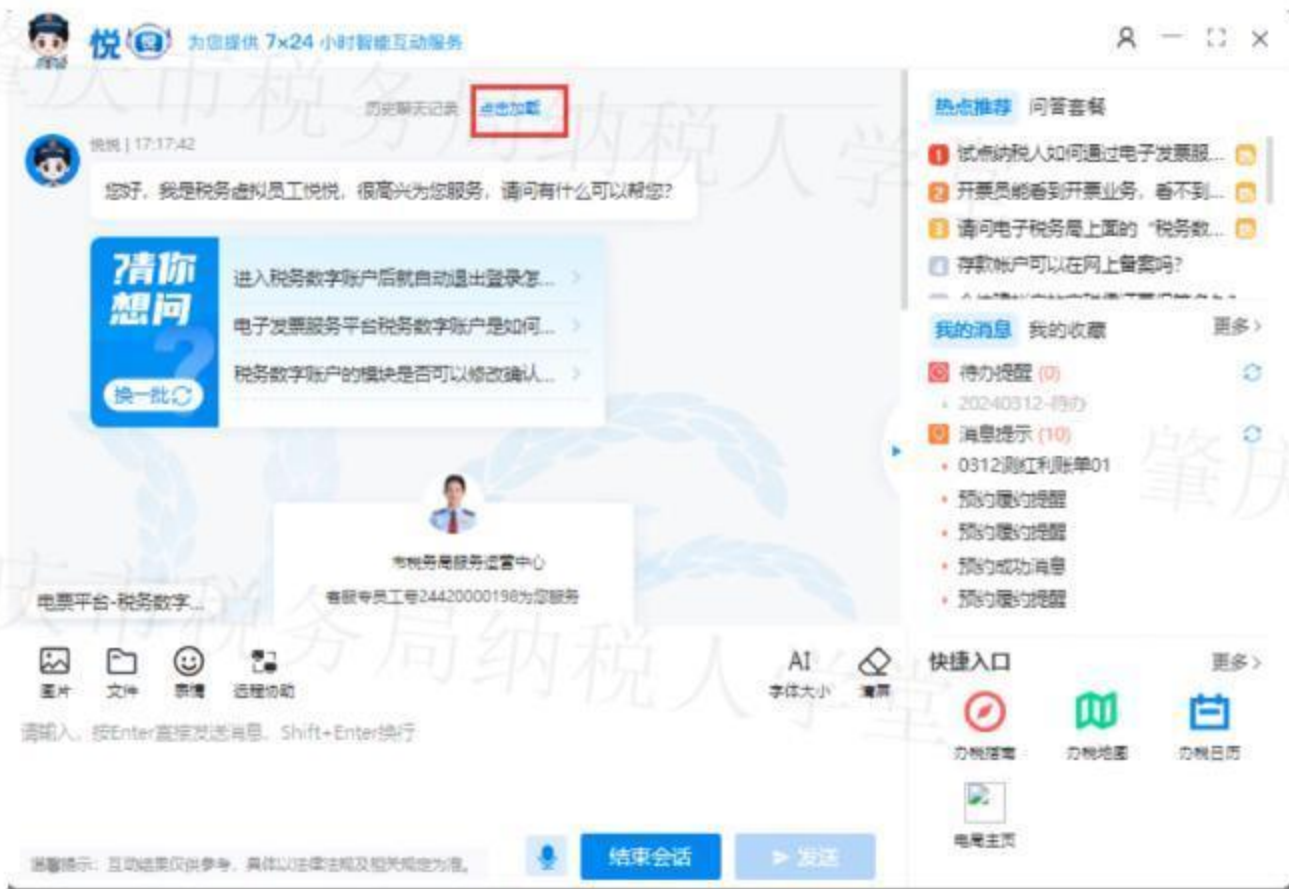 悦 悦 为您提供 7×24 小时智能互动服务
历史聊天记录 点击加载
悦悦 | 17:17:42
您好，我是税务虚拟员工悦悦，很高兴为您服务，请问有什么可以帮您？
?猜你
想问
换一批
进入税务数字账户后就自动退出登录怎...
电子发票服务平台税务数字账户是如何...
税务数字账户的模块是否可以修改确认...
市税务局服务运营中心
客服专员工号24420000198为您服务
电票平台-税务数字...
图片 文件 表情 远程协助
AI
字体大小 清屏
请输入，按Enter直接发送消息，Shift+Enter换行
温馨提示：互动结果仅供参考，具体以法律法规及相关规定为准。
结束会话 发送
热点推荐 问答套餐
1 试点纳税人如何通过电子发票服...
2 开票员能看到开票业务，看不到...
3 请问电子税务局上面的“税务数...
4 存款帐户可以在网上备案吗？
我的消息 我的收藏 更多>
待办提醒 (0)
20240312-待办
消息提示 (10)
0312测红利账单01
预约履约提醒
预约履约提醒
预约成功消息
预约履约提醒
快捷入口 更多>
办税指南 办税地图 办税日历
电局主页
肇庆市税务局纳税人学堂